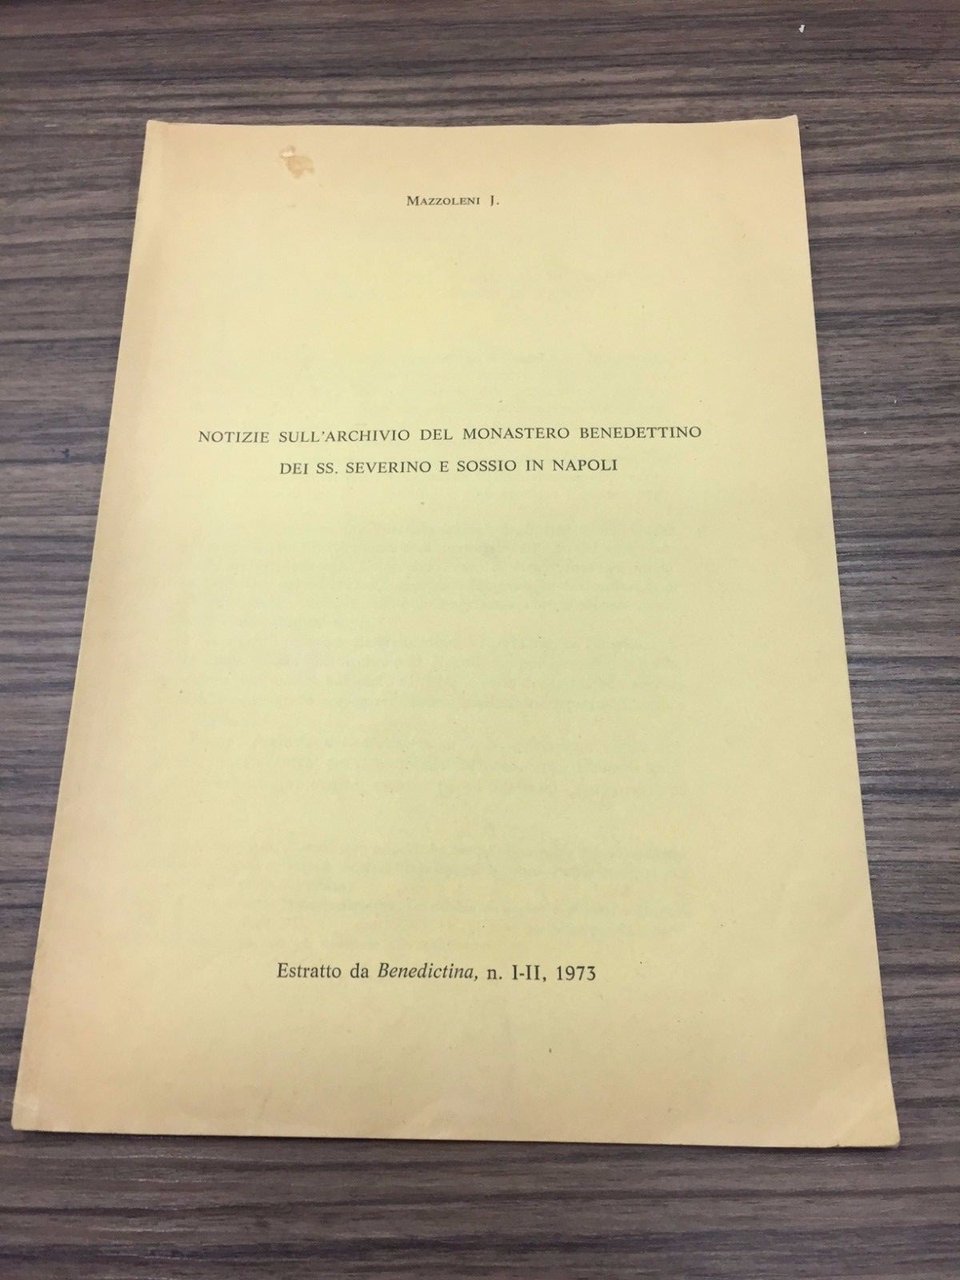 Mazzoleni J.
NOTIZIE SULL'ARCHIVIO DEL MONASTERO BENEDETTINO
DEI SS. SEVERINO E SOSSIO IN NAPOLI
Estratto da Benedictina, n. I-II, 1973